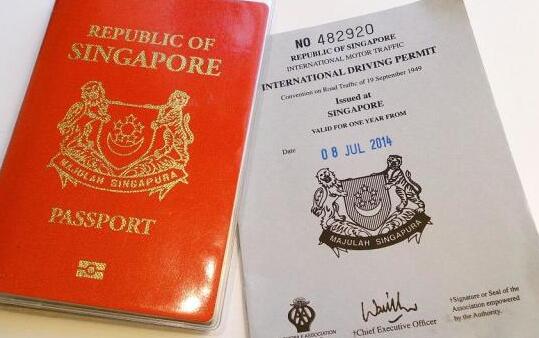 REPUBLIC OF
SINGAPORE
MAJULAH SINGAPURA
PASSPORT
NO 482920
REPUBLIC OF SINGAPORE
INTERNATIONAL MOTOR TRAFFIC
INTERNATIONAL DRIVING PERMIT
Convention on Road Traffic of 19 September 1949
Issued at
SINGAPORE
VALID FOR ONE YEAR FROM
Date 08 JUL 2014
MAJULAH SINGAPURA
ASSOCIATION
†Chief Executive Officer
†Signature or Seal of the
Association empowered
by the Authority.